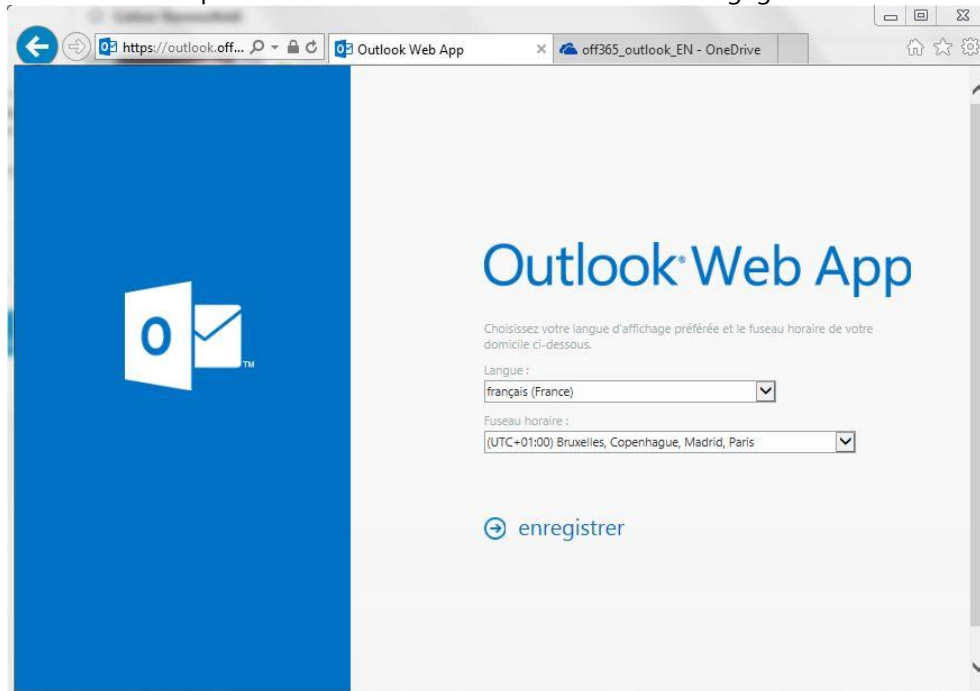 https://outlook.off...
Outlook Web App
off365_outlook_EN - OneDrive
Outlook® Web App
Choisissez votre langue d'affichage préférée et le fuseau horaire de votre
domicile ci-dessous.
Langue :
français (France)
Fuseau horaire :
(UTC+01:00) Bruxelles, Copenhague, Madrid, Paris
enregistrer
O
TM